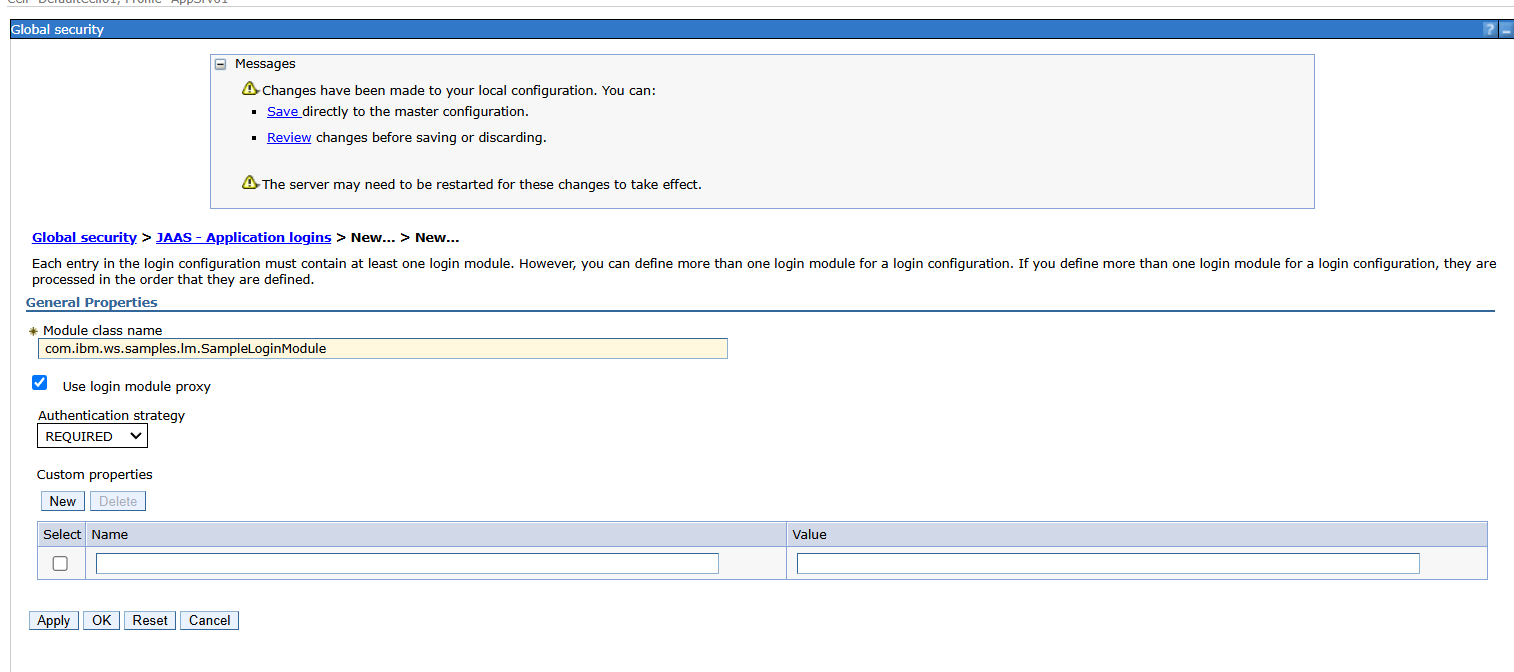 Global security
?
Messages
Changes have been made to your local configuration. You can:
Save directly to the master configuration.
Review changes before saving or discarding.
The server may need to be restarted for these changes to take effect.
Global security > JAAS - Application logins > New... > New...
Each entry in the login configuration must contain at least one login module. However, you can define more than one login module for a login configuration. If you define more than one login module for a login configuration, they are
processed in the order that they are defined.
General Properties
Module class name
com.ibm.ws.samples.lm.SampleLoginModule
Use login module proxy
Authentication strategy
REQUIRED
Custom properties
New Delete
Select Name Value
Apply OK Reset Cancel